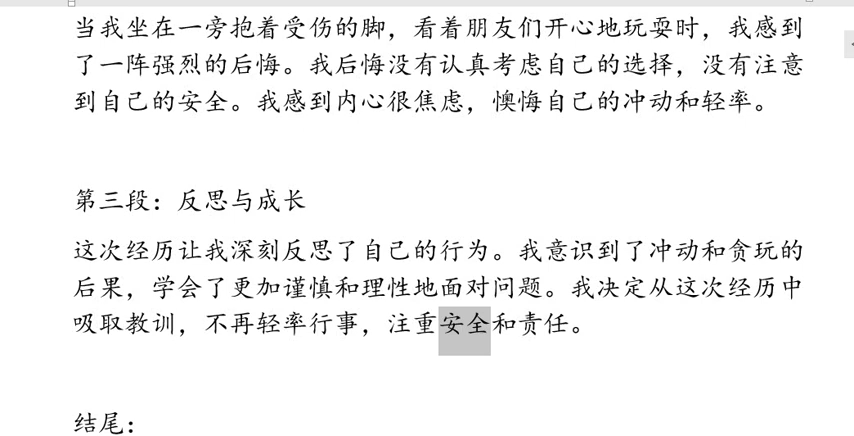 当我坐在一旁抱着受伤的脚，看着朋友们开心地玩耍时，我感到
了一阵强烈的后悔。我后悔没有认真考虑自己的选择，没有注意
到自己的安全。我感到内心很焦虑，懊悔自己的冲动和轻率。
第三段：反思与成长
这次经历让我深刻反思了自己的行为。我意识到了冲动和贪玩的
后果，学会了更加谨慎和理性地面对问题。我决定从这次经历中
吸取教训，不再轻率行事，注重安全和责任。
结尾：